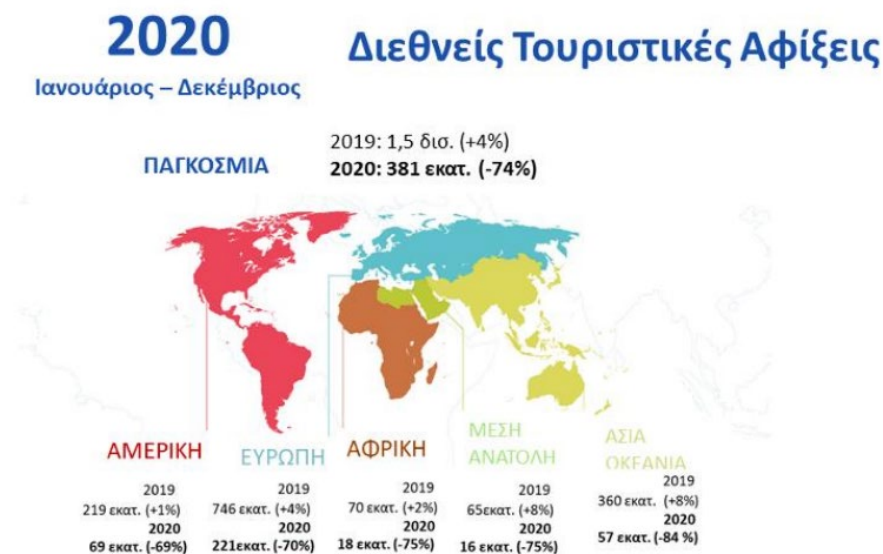 2020
Ιανουάριος – Δεκέμβριος
Διεθνείς Τουριστικές Αφίξεις
ΠΑΓΚΟΣΜΙΑ
2019: 1,5 δισ. (+4%)
2020: 381 εκατ. (-74%)
ΑΜΕΡΙΚΗ
2019
219 εκατ. (+1%)
2020
69 εκατ. (-69%)
ΕΥΡΩΠΗ
2019
746 εκατ. (+4%)
2020
221εκατ. (-70%)
ΑΦΡΙΚΗ
2019
70 εκατ. (+2%)
2020
18 εκατ. (-75%)
ΜΕΣΗ
ΑΝΑΤΟΛΗ
2019
65εκατ. (+8%)
2020
16 εκατ. (-75%)
ΑΣΙΑ
ΟΚΕΑΝΙΑ
2019
360 εκατ. (+8%)
2020
57 εκατ. (-84 %)